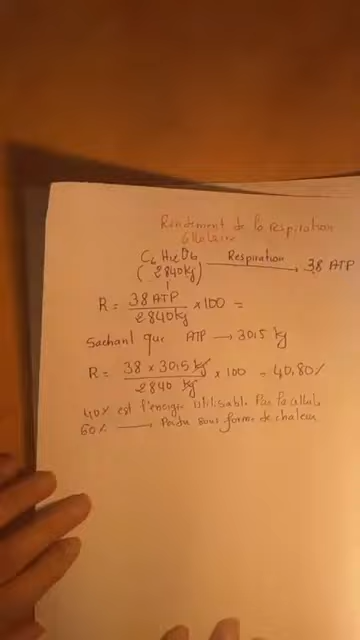 Rendement de la respiration
Cellulaire
C6 H12 O6 Respiration → 38 ATP
(2840kj)
R = 38 ATP / 2840kj × 100 =
Sachant que ATP → 30,5 kj
R = 38 × 30,5 kj / 2840 kj × 100 = 40,80%
40% est l'énergie utilisable Par la cellule
60% → Perdu sous forme de chaleur